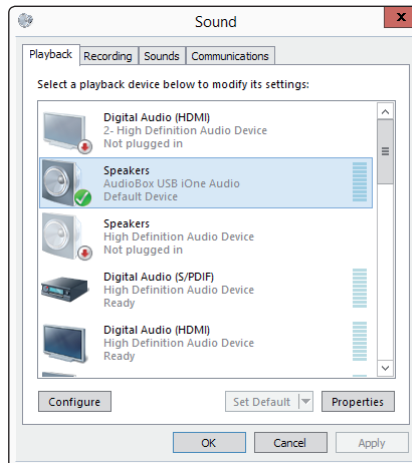 Sound
x
Playback Recording Sounds Communications
Select a playback device below to modify its settings:
Digital Audio (HDMI)
2- High Definition Audio Device
Not plugged in
Speakers
AudioBox USB iOne Audio
Default Device
Speakers
High Definition Audio Device
Not plugged in
Digital Audio (S/PDIF)
High Definition Audio Device
Ready
Digital Audio (HDMI)
High Definition Audio Device
Ready
Configure Set Default Properties
OK Cancel Apply